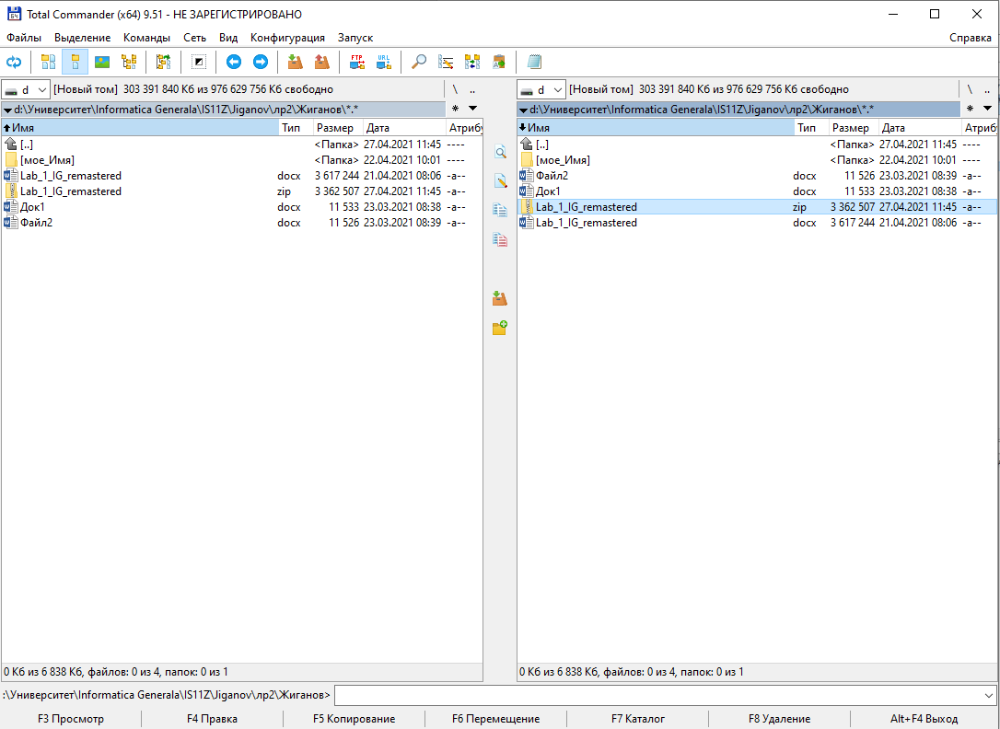 Total Commander (x64) 9.51 - НЕ ЗАРЕГИСТРИРОВАНО
Файлы Выделение Команды Сеть Вид Конфигурация Запуск Справка
FTP URL
d [Новый том] 303 391 840 Кб из 976 629 756 Кб свободно \ ..
d:\Университет\Informatica Generala\IS11Z\Jiganov\лр2\Жиганов\*.* *
Имя Тип Размер Дата Атрибу
[..] <Папка> 27.04.2021 11:45 ----
[мое_Имя] <Папка> 22.04.2021 10:01 ----
Lab_1_IG_remastered docx 3 617 244 21.04.2021 08:06 -a--
Lab_1_IG_remastered zip 3 362 507 27.04.2021 11:45 -a--
Док1 docx 11 533 23.03.2021 08:38 -a--
Файл2 docx 11 526 23.03.2021 08:39 -a--
0 Кб из 6 838 Кб, файлов: 0 из 4, папок: 0 из 1
d [Новый том] 303 391 840 Кб из 976 629 756 Кб свободно \ ..
d:\Университет\Informatica Generala\IS11Z\Jiganov\лр2\Жиганов\*.* *
Имя Тип Размер Дата Атрибу
[..] <Папка> 27.04.2021 11:45 ----
[мое_Имя] <Папка> 22.04.2021 10:01 ----
Файл2 docx 11 526 23.03.2021 08:39 -a--
Док1 docx 11 533 23.03.2021 08:38 -a--
Lab_1_IG_remastered zip 3 362 507 27.04.2021 11:45 -a--
Lab_1_IG_remastered docx 3 617 244 21.04.2021 08:06 -a--
0 Кб из 6 838 Кб, файлов: 0 из 4, папок: 0 из 1
:\Университет\Informatica Generala\IS11Z\Jiganov\лр2\Жиганов>
F3 Просмотр F4 Правка F5 Копирование F6 Перемещение F7 Каталог F8 Удаление Alt+F4 Выход